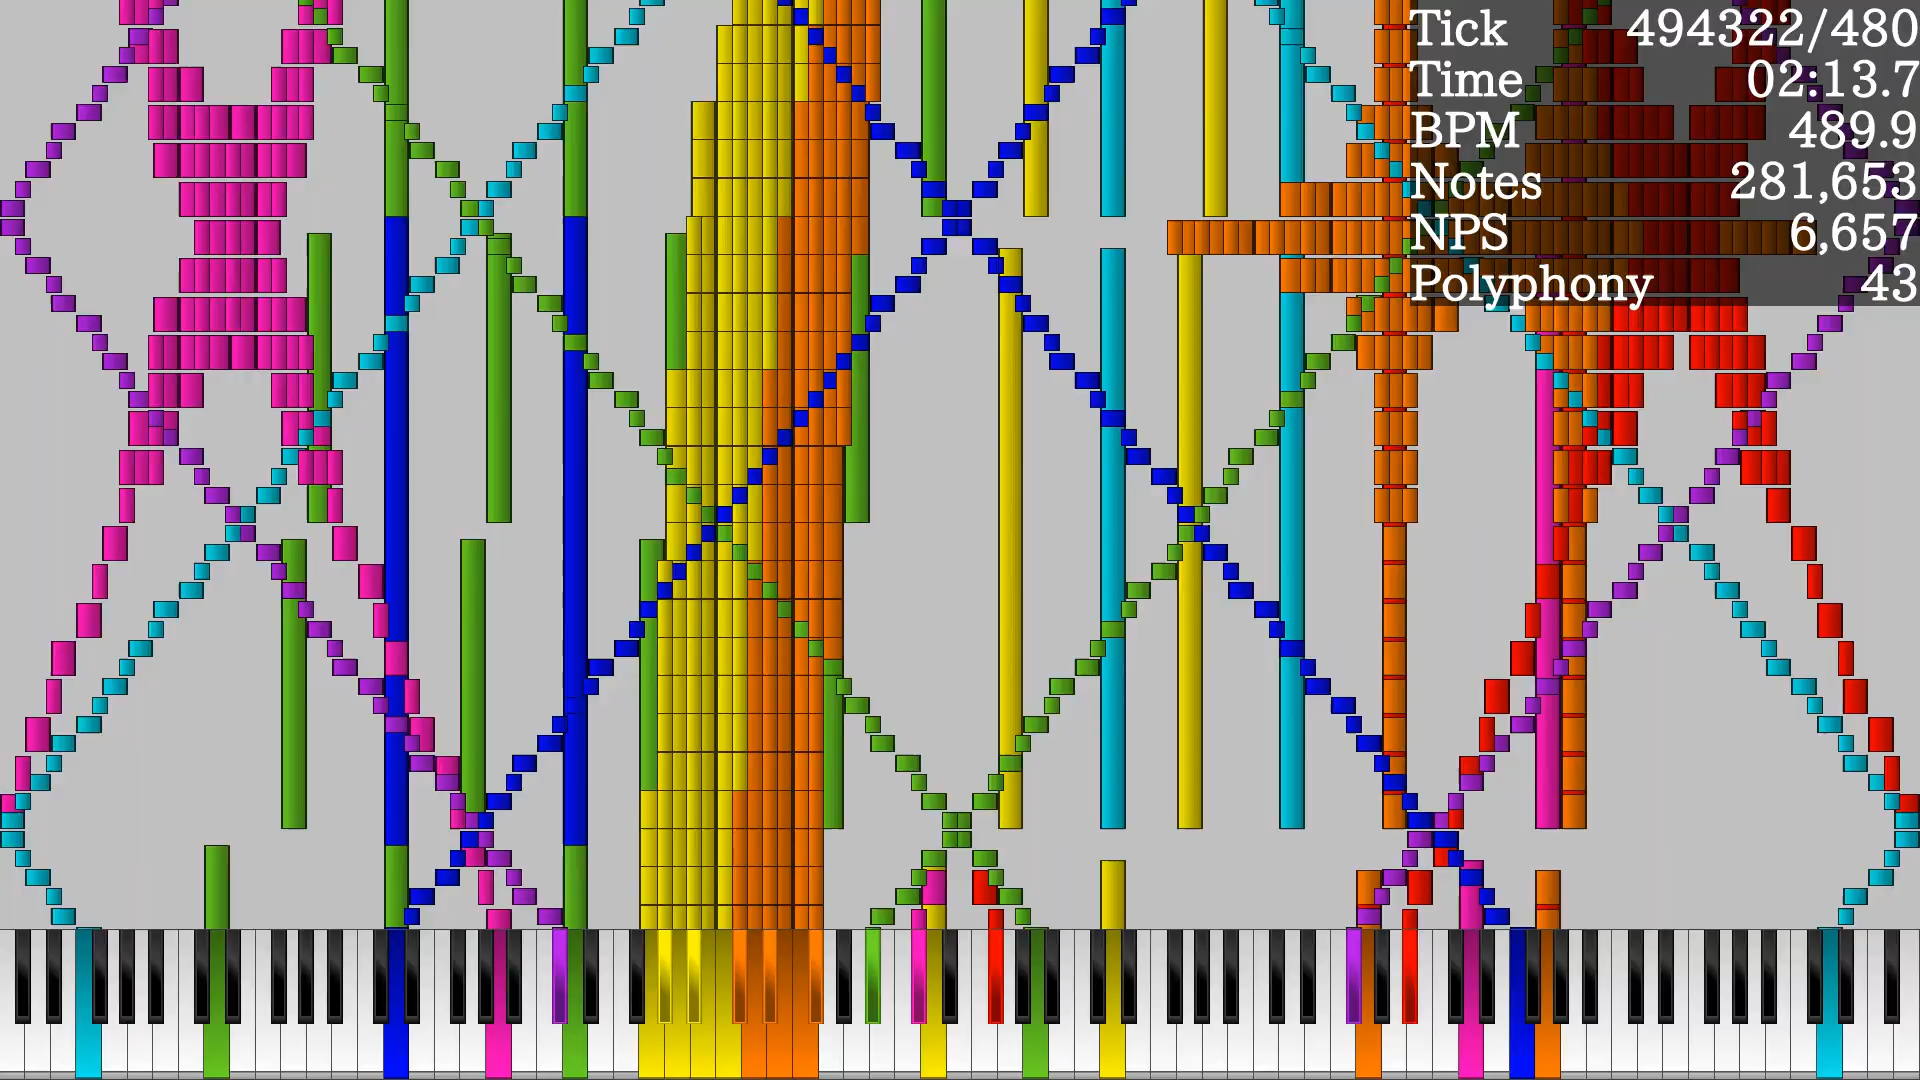 Tick 494322/480
Time 02:13.7
BPM 489.9
Notes 281,653
NPS 6,657
Polyphony 43